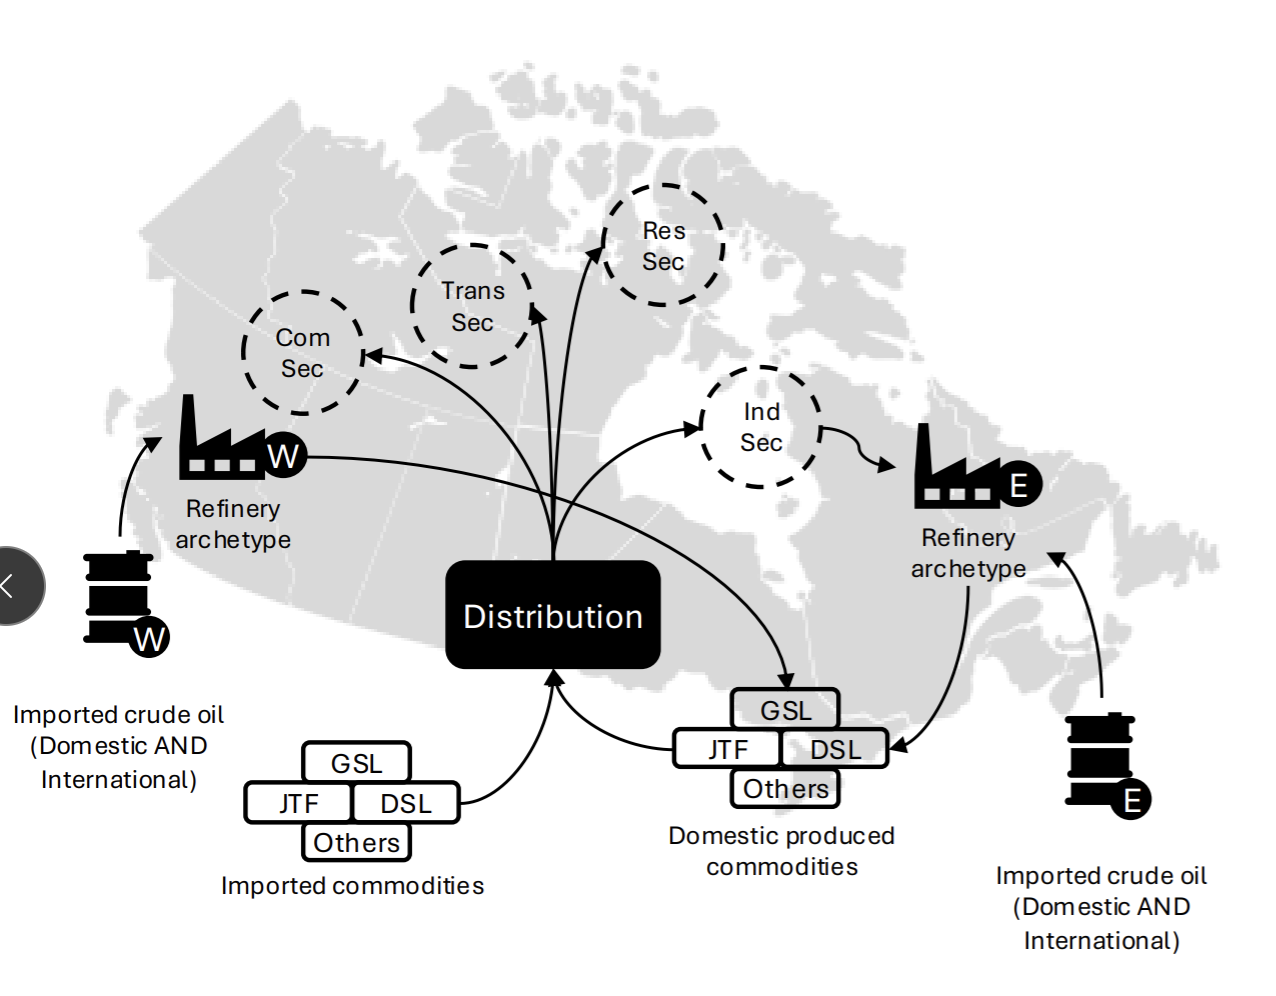 Res
Sec
Trans
Sec
Com
Sec
Ind
Sec
W
Refinery
archetype
E
Refinery
archetype
W
Distribution
Imported crude oil
(Domestic AND
International)
GSL
JTF
DSL
Others
Imported commodities
GSL
JTF
DSL
Others
Domestic produced
commodities
E
Imported crude oil
(Domestic AND
International)